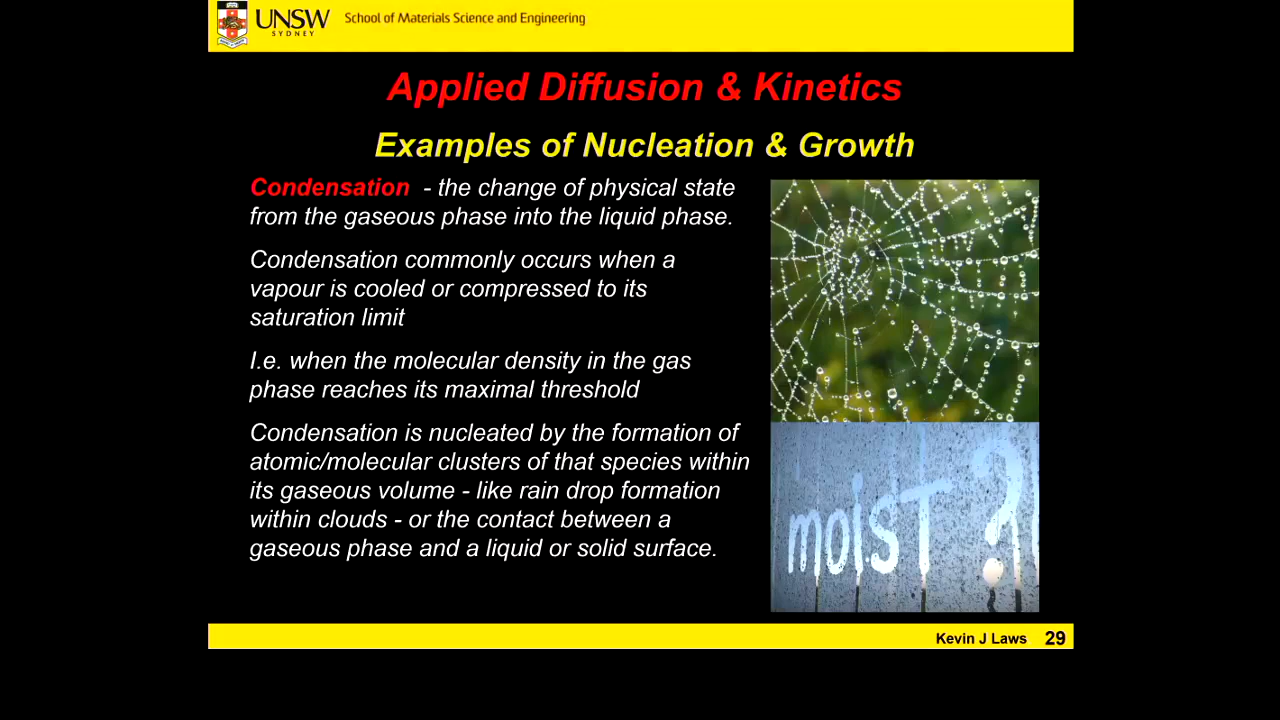 UNSW
SYDNEY
School of Materials Science and Engineering
Applied Diffusion & Kinetics
Examples of Nucleation & Growth
Condensation - the change of physical state
from the gaseous phase into the liquid phase.
Condensation commonly occurs when a
vapour is cooled or compressed to its
saturation limit
I.e. when the molecular density in the gas
phase reaches its maximal threshold
Condensation is nucleated by the formation of
atomic/molecular clusters of that species within
its gaseous volume - like rain drop formation
within clouds - or the contact between a
gaseous phase and a liquid or solid surface.
moisT ?
Kevin J Laws 29